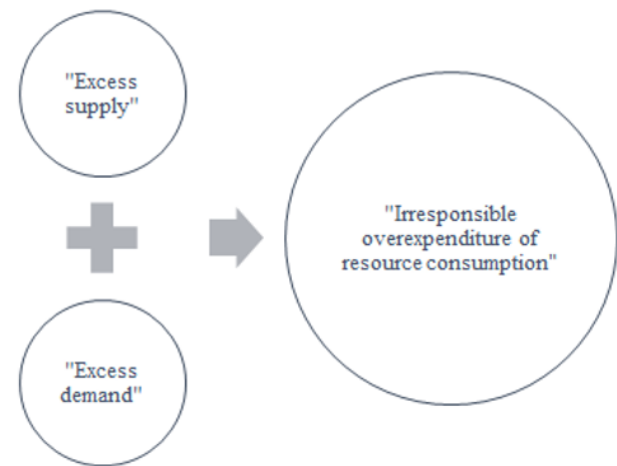 "Excess
supply"
"Excess
demand"
"Irresponsible
overexpenditure of
resource consumption"